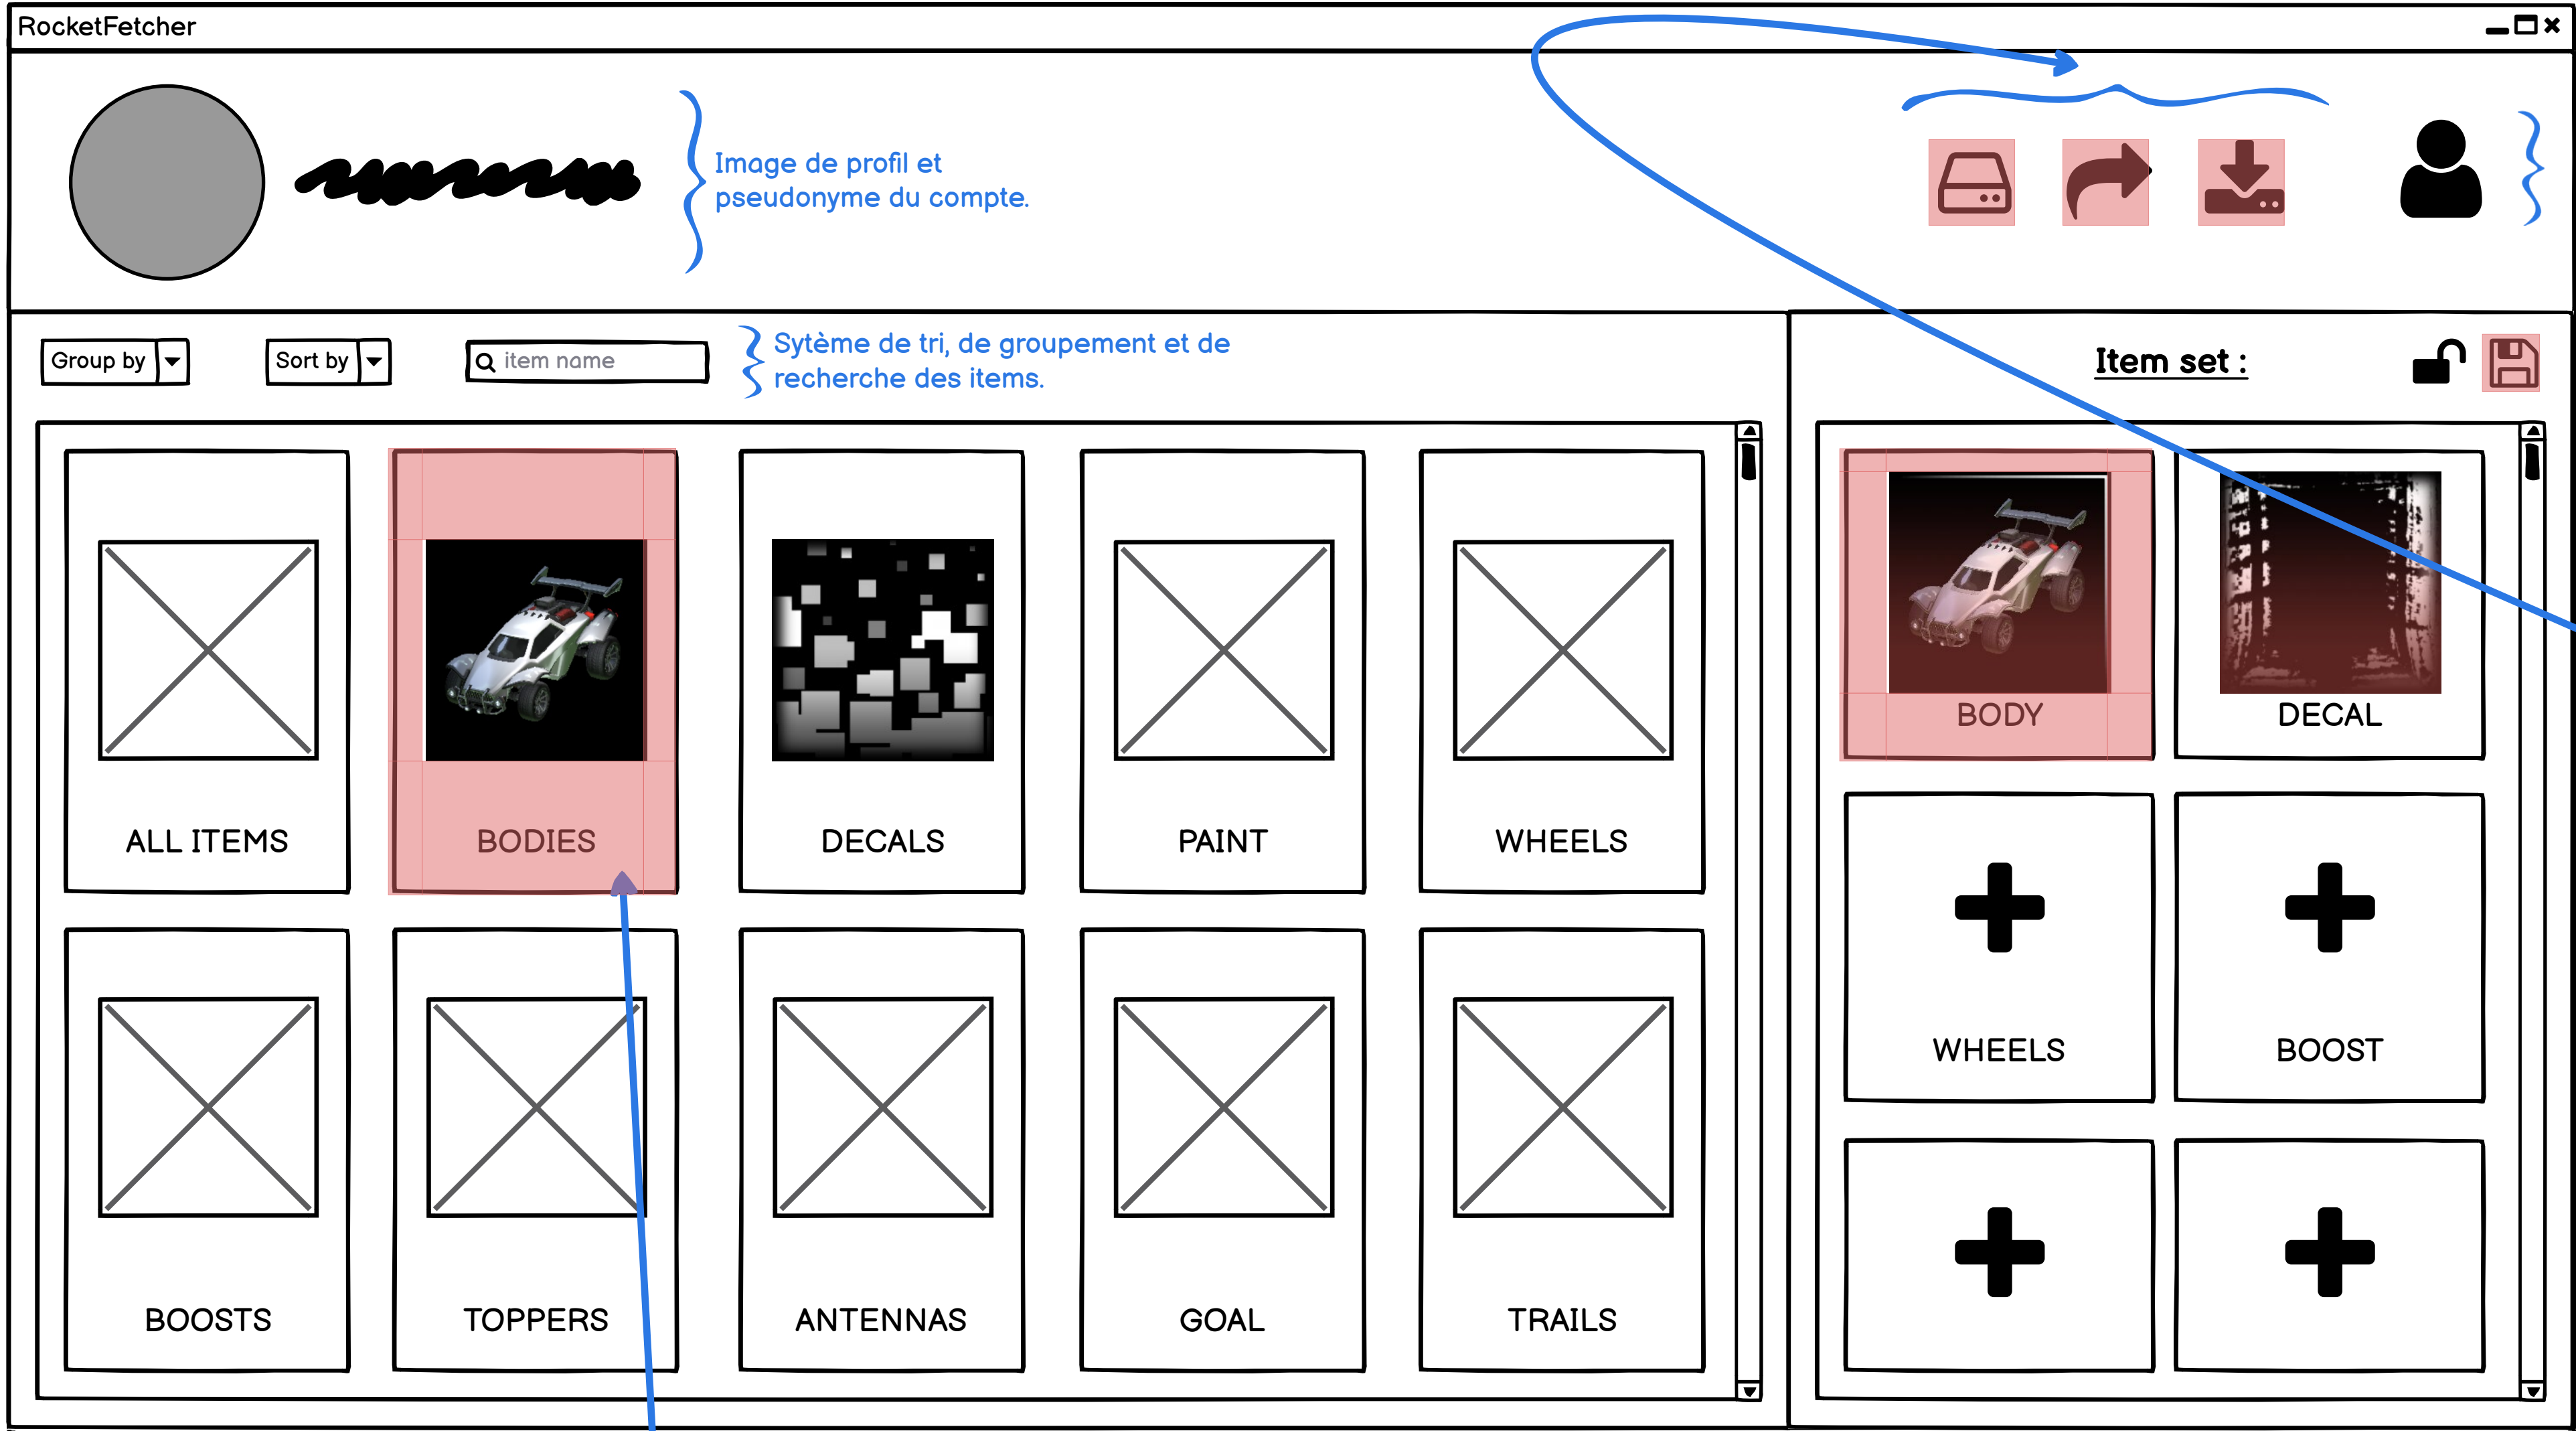 RocketFetcher
Image de profil et
pseudonyme du compte.
Group by
Sort by
item name
Sytème de tri, de groupement et de
recherche des items.
Item set :
ALL ITEMS
BODIES
DECALS
PAINT
WHEELS
BODY
DECAL
WHEELS
BOOST
BOOSTS
TOPPERS
ANTENNAS
GOAL
TRAILS